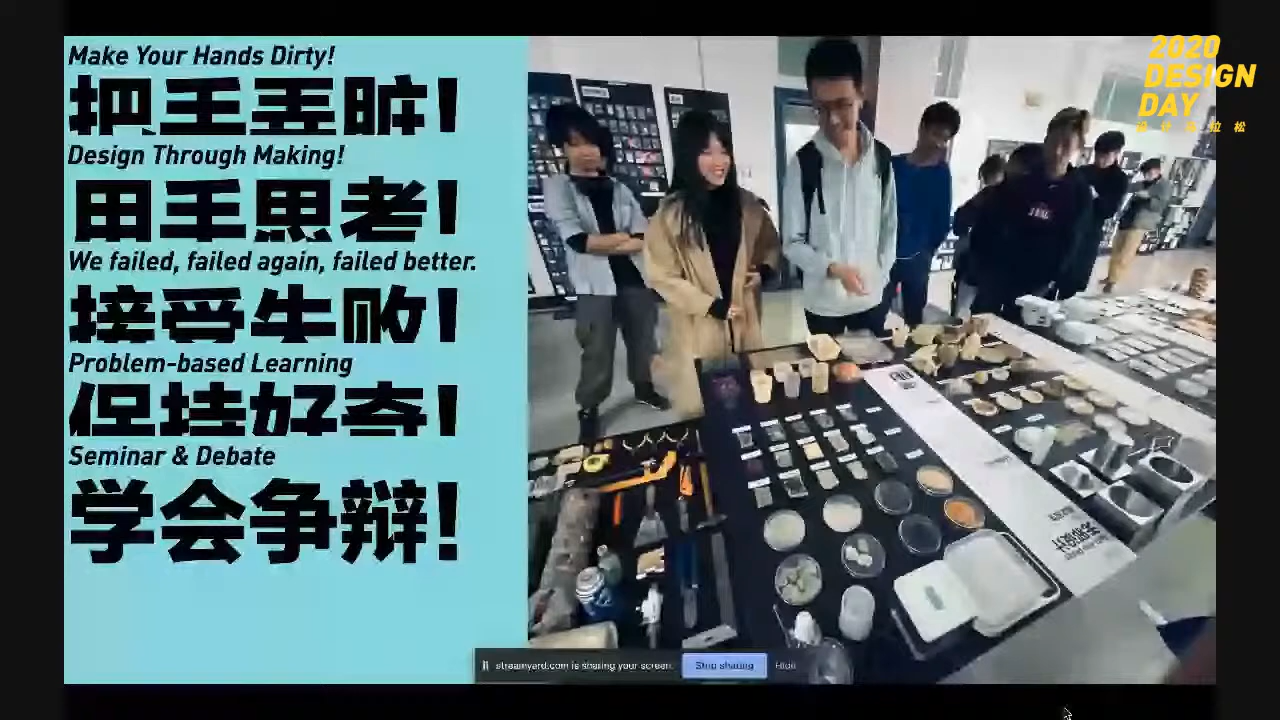 Make Your Hands Dirty!
把手弄脏!
Design Through Making!
用手思考!
We failed, failed again, failed better.
接受失败!
Problem-based Learning
保持好奇!
Seminar & Debate
学会争辩!
2020
DESIGN
DAY
streamyard.com is sharing your screen.
Stop sharing
Hide